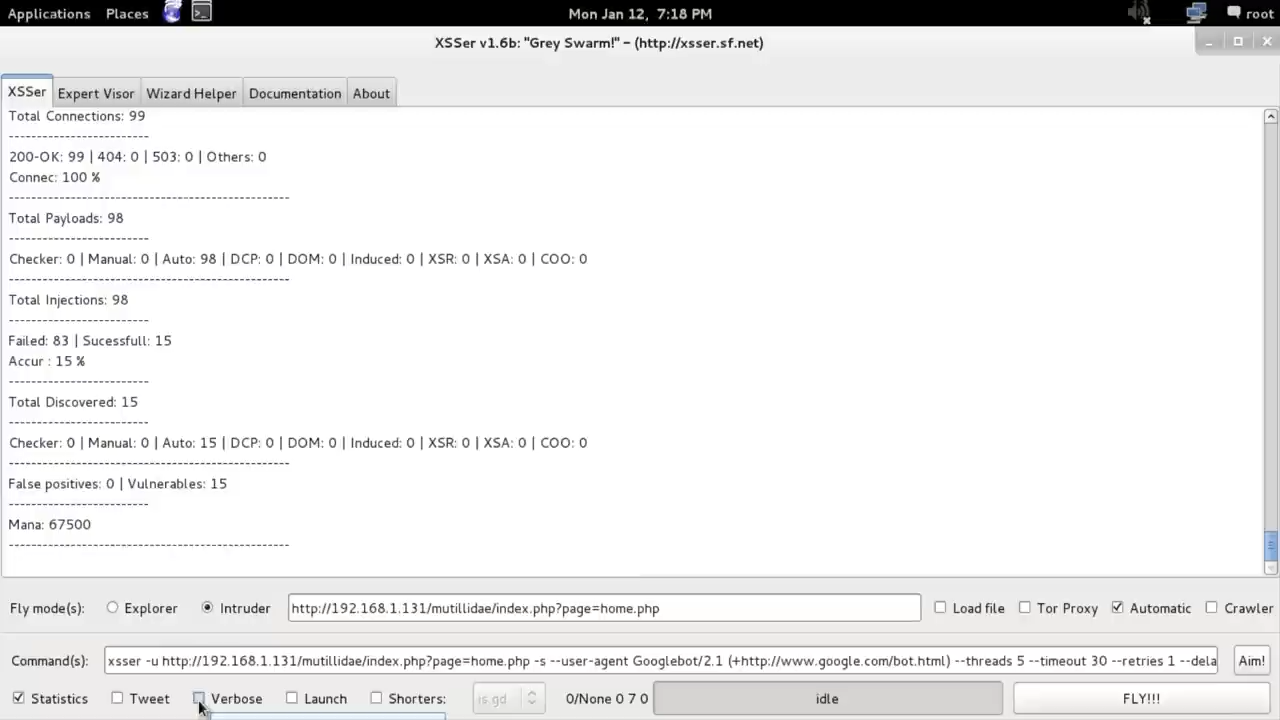 Applications Places Mon Jan 12, 7:18 PM root
XSSer v1.6b: "Grey Swarm!" – (http://xsser.sf.net)
XSSer Expert Visor Wizard Helper Documentation About
Total Connections: 99
-----------------------
200-OK: 99 | 404: 0 | 503: 0 | Others: 0
Connec: 100 %
----------------------------------------------
Total Payloads: 98
-----------------------
Checker: 0 | Manual: 0 | Auto: 98 | DCP: 0 | DOM: 0 | Induced: 0 | XSR: 0 | XSA: 0 | COO: 0
----------------------------------------------
Total Injections: 98
-----------------------
Failed: 83 | Sucessfull: 15
Accur : 15 %
-----------------------
Total Discovered: 15
-----------------------
Checker: 0 | Manual: 0 | Auto: 15 | DCP: 0 | DOM: 0 | Induced: 0 | XSR: 0 | XSA: 0 | COO: 0
----------------------------------------------
False positives: 0 | Vulnerables: 15
-----------------------
Mana: 67500
----------------------------------------------
Fly mode(s): Explorer Intruder http://192.168.1.131/mutillidae/index.php?page=home.php Load file Tor Proxy Automatic Crawler
Command(s): xsser -u http://192.168.1.131/mutillidae/index.php?page=home.php -s --user-agent Googlebot/2.1 (+http://www.google.com/bot.html) --threads 5 --timeout 30 --retries 1 --dela Aim!
Statistics Tweet Verbose Launch Shorters: is.gd 0/None 0 7 0 idle FLY!!!